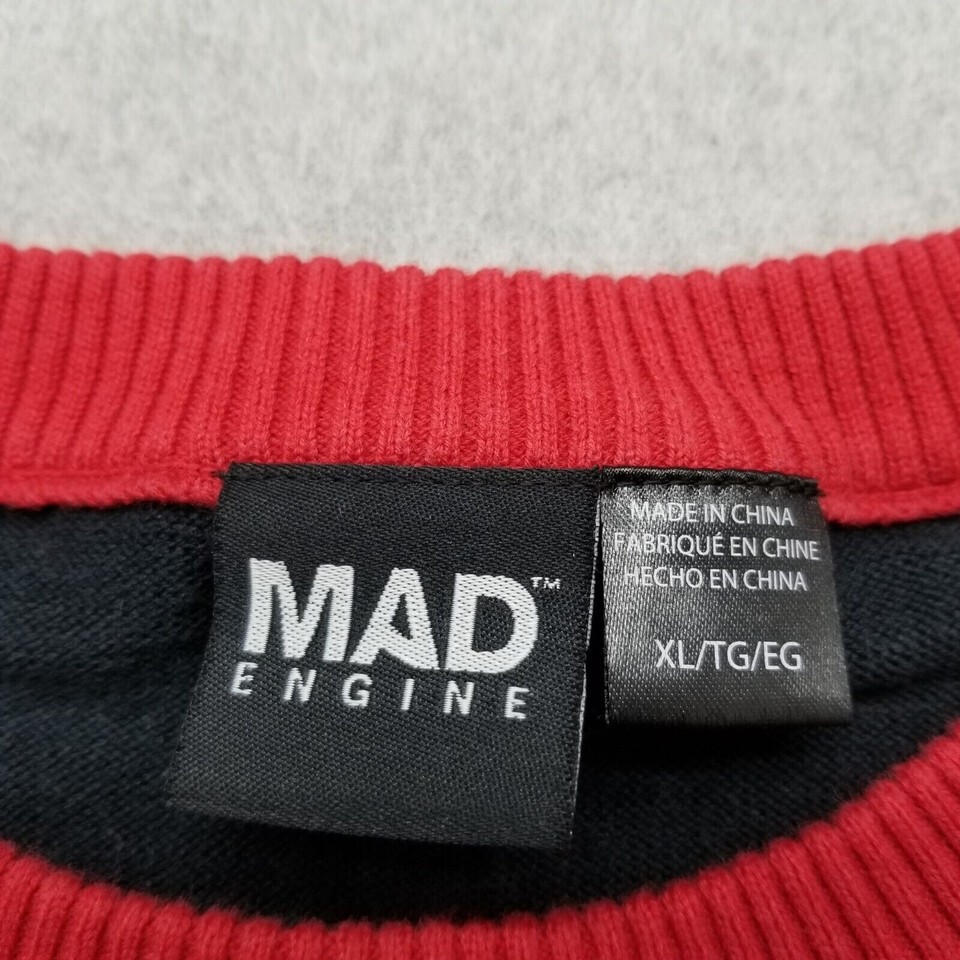 MAD™
ENGINE
MADE IN CHINA
FABRIQUÉ EN CHINE
HECHO EN CHINA
XL/TG/EG